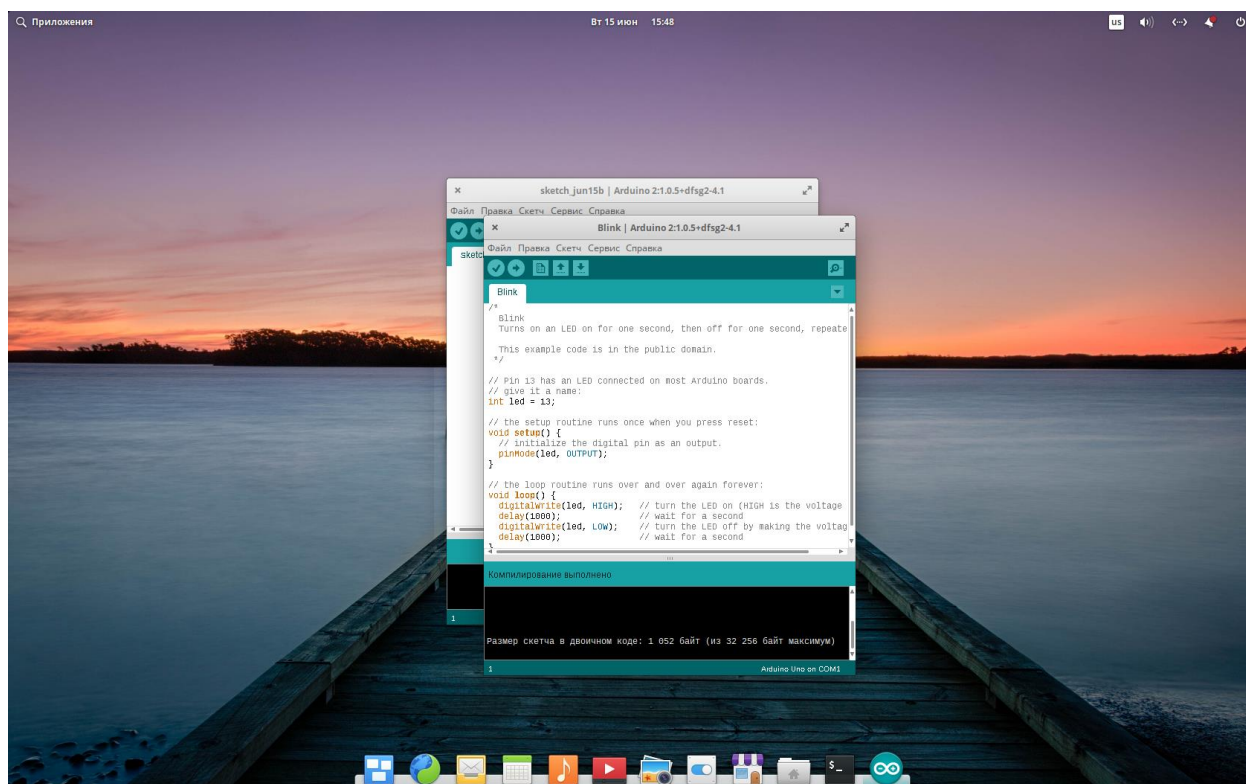 Приложения
Вт 15 июн 15:48
us
sketch_jun15b | Arduino 2:1.0.5+dfsg2-4.1
Файл Правка Скетч Сервис Справка
Blink | Arduino 2:1.0.5+dfsg2-4.1
Файл Правка Скетч Сервис Справка
sketc
Blink
/*
  Blink
  Turns on an LED on for one second, then off for one second, repeate
  This example code is in the public domain.
 */
// Pin 13 has an LED connected on most Arduino boards.
// give it a name:
int led = 13;
// the setup routine runs once when you press reset:
void setup() {
  // initialize the digital pin as an output.
  pinMode(led, OUTPUT);
}
// the loop routine runs over and over again forever:
void loop() {
  digitalWrite(led, HIGH);   // turn the LED on (HIGH is the voltage
  delay(1000);               // wait for a second
  digitalWrite(led, LOW);    // turn the LED off by making the voltag
  delay(1000);               // wait for a second
}
Компилирование выполнено
Размер скетча в двоичном коде: 1 052 байт (из 32 256 байт максимум)
1
1
Arduino Uno on COM1
$_